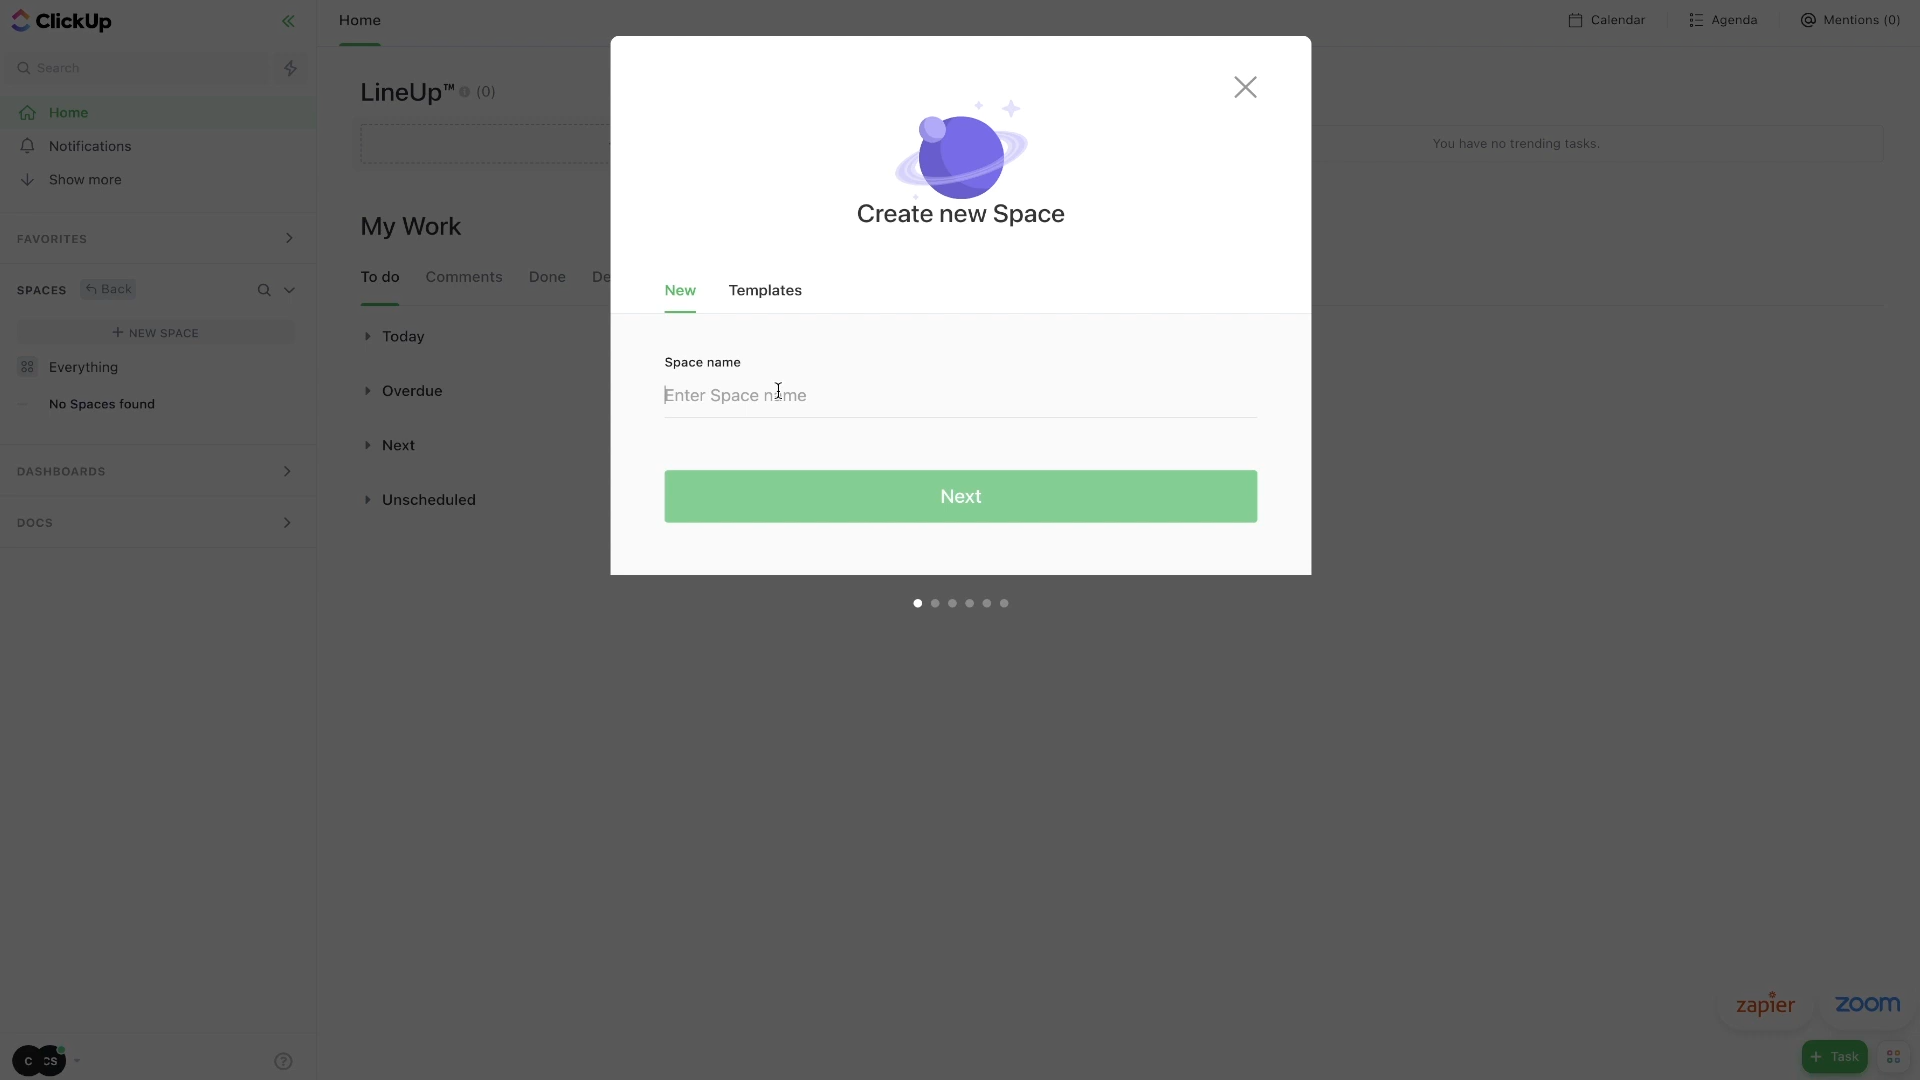 ClickUp
Search
Home
Notifications
Show more
FAVORITES
SPACES
Back
+ NEW SPACE
Everything
No Spaces found
DASHBOARDS
DOCS
C
CS
Home
Calendar
Agenda
Mentions (0)
LineUp™ (0)
You have no trending tasks.
My Work
To do
Comments
Done
De
Today
Overdue
Next
Unscheduled
Create new Space
New
Templates
Space name
Enter Space name
Next
zapier
zoom
+ Task